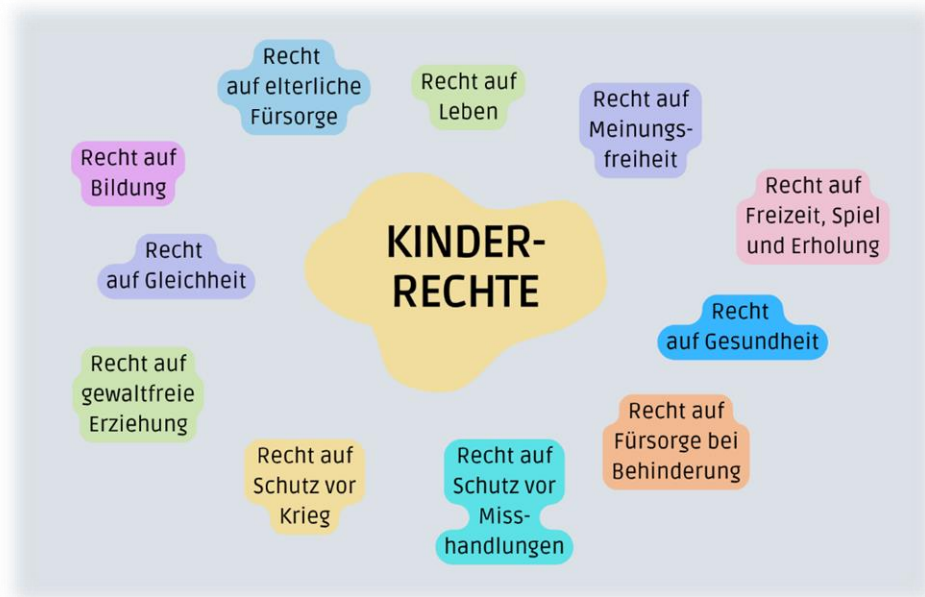 Recht
auf elterliche
Fürsorge
Recht auf
Leben
Recht auf
Meinungs-
freiheit
Recht auf
Bildung
Recht auf
Freizeit, Spiel
und Erholung
KINDER-
RECHTE
Recht
auf Gleichheit
Recht
auf Gesundheit
Recht auf
gewaltfreie
Erziehung
Recht auf
Fürsorge bei
Behinderung
Recht auf
Schutz vor
Krieg
Recht auf
Schutz vor
Miss-
handlungen